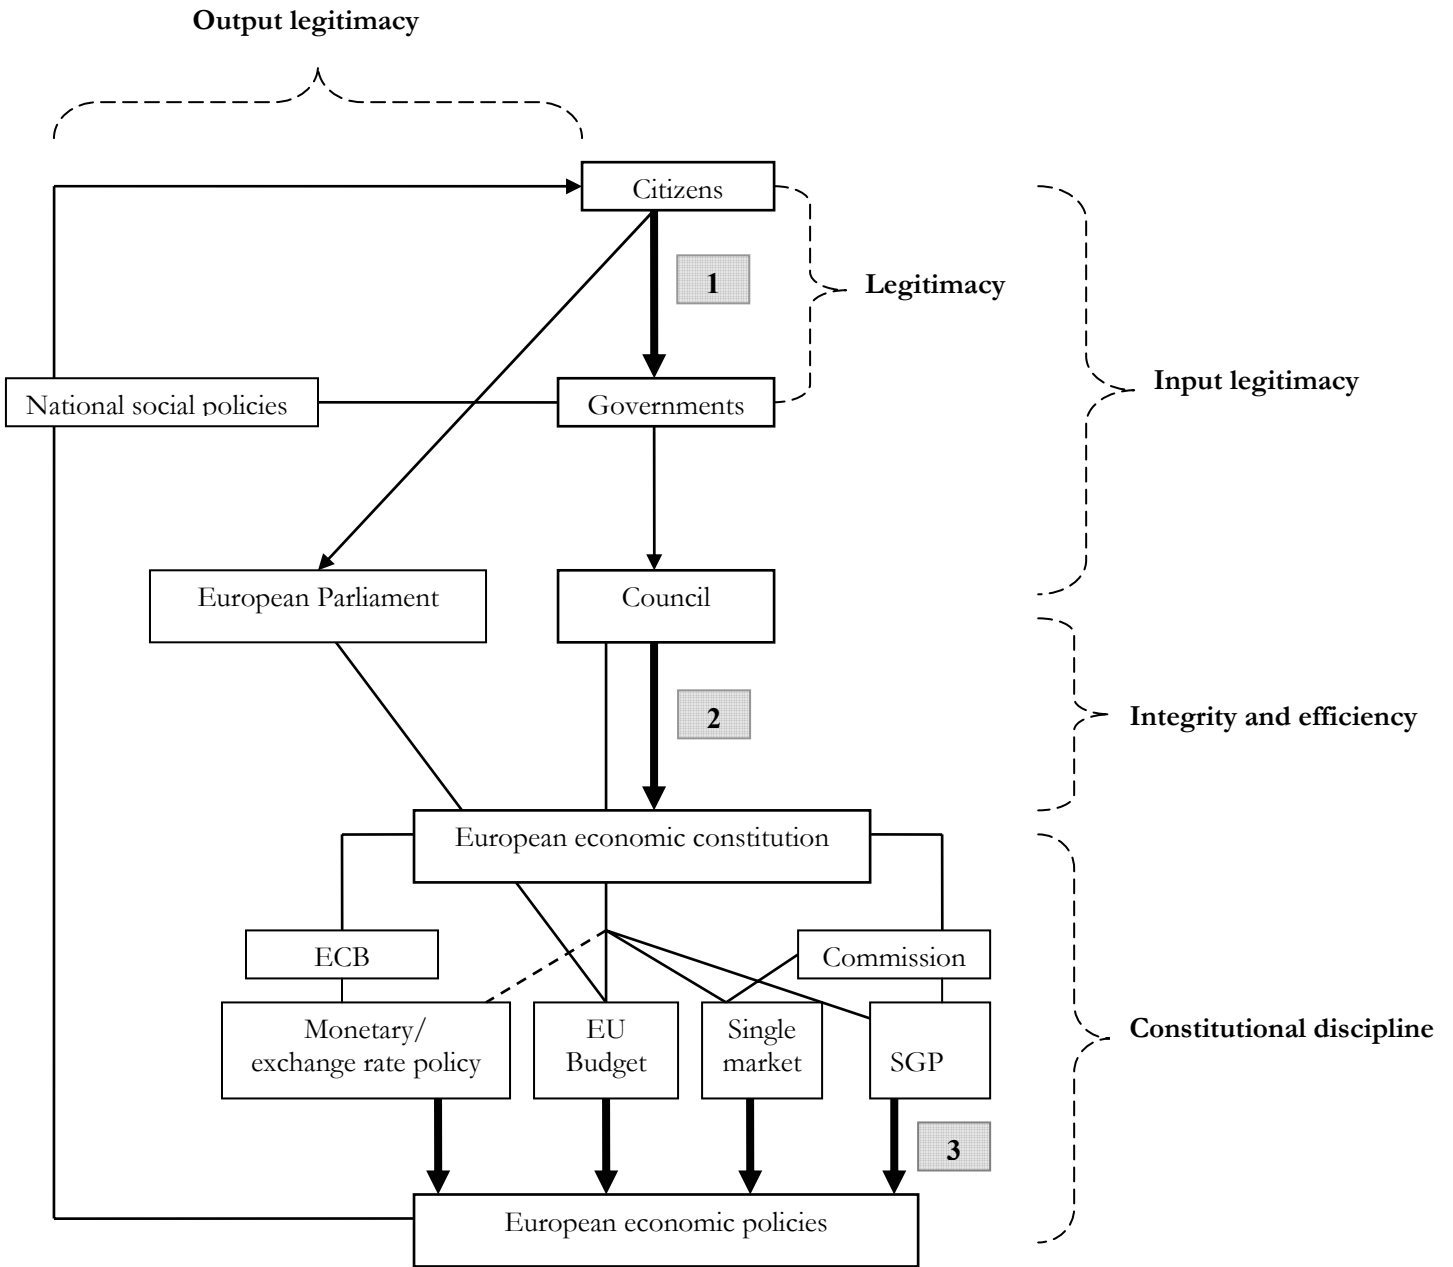 Output legitimacy
Citizens
1
Legitimacy
Input legitimacy
National social policies
Governments
European Parliament
Council
2
Integrity and efficiency
European economic constitution
ECB
Commission
Monetary/
exchange rate policy
EU
Budget
Single
market
SGP
Constitutional discipline
3
European economic policies